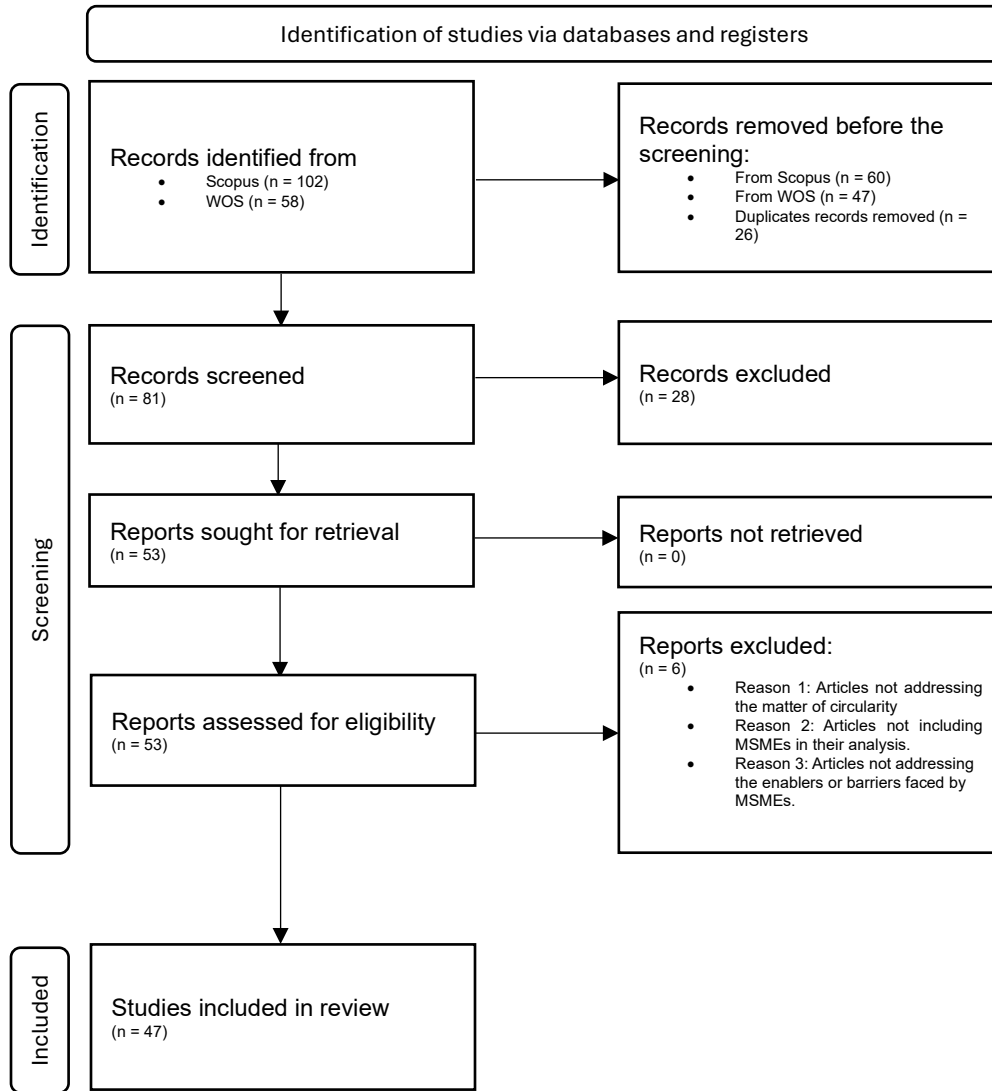 Identification of studies via databases and registers
Identification
Records identified from
• Scopus (n = 102)
• WOS (n = 58)
Records removed before the
screening:
• From Scopus (n = 60)
• From WOS (n = 47)
• Duplicates records removed (n =
26)
Screening
Records screened
(n = 81)
Records excluded
(n = 28)
Reports sought for retrieval
(n = 53)
Reports not retrieved
(n = 0)
Reports assessed for eligibility
(n = 53)
Reports excluded:
(n = 6)
• Reason 1: Articles not addressing
the matter of circularity
• Reason 2: Articles not including
MSMEs in their analysis.
• Reason 3: Articles not addressing
the enablers or barriers faced by
MSMEs.
Included
Studies included in review
(n = 47)